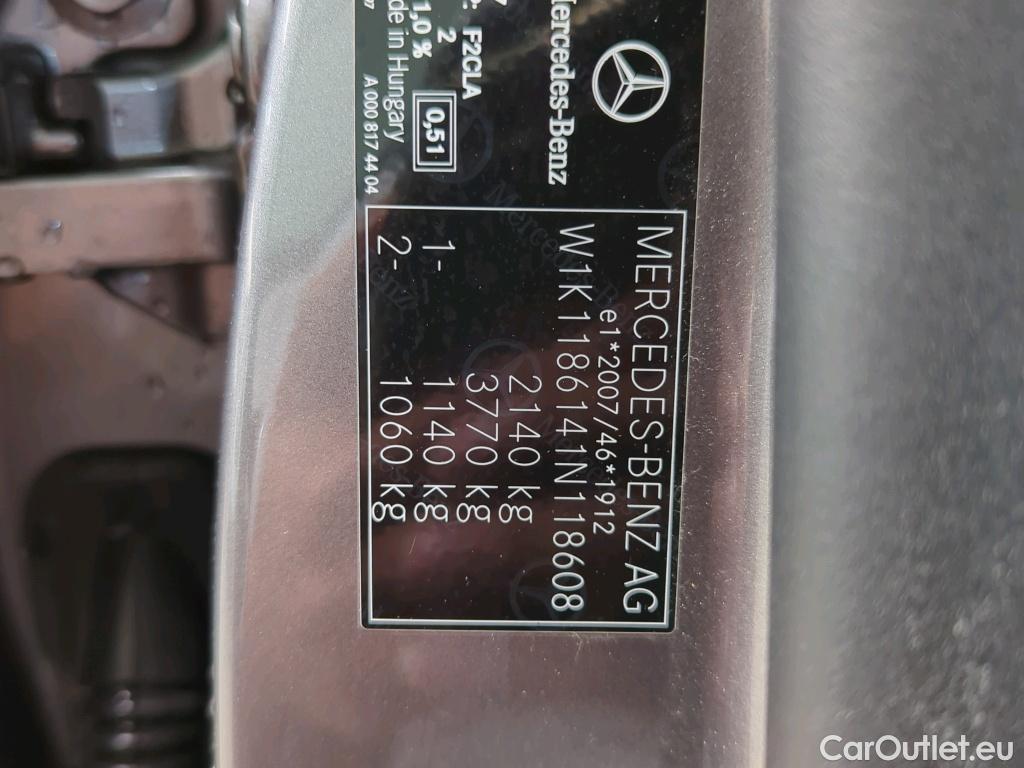 Mercedes-Benz
F2CLA
2
1,0 %
0,51
de in Hungary
A 000 817 44 04
MERCEDES-BENZ AG
e1*2007/46*1912
W1K1186141N118608
2140 kg
3770 kg
1- 1140 kg
2- 1060 kg
CarOutlet.eu